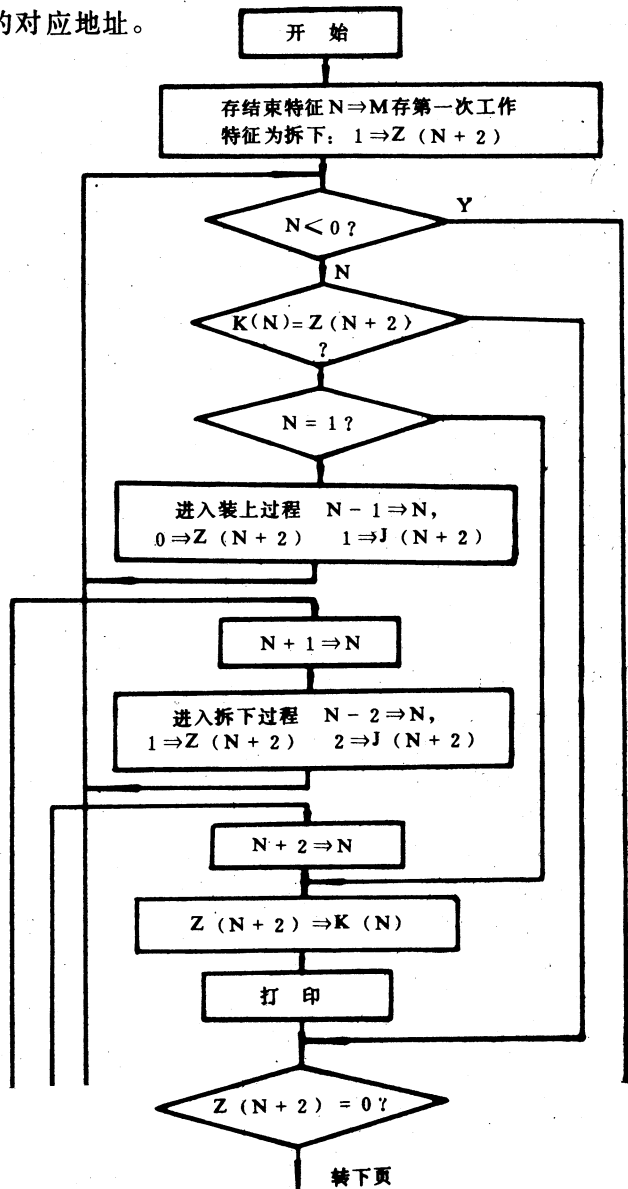 的对应地址。
开 始
存结束特征N⇒M存第一次工作
特征为拆下：1⇒Z（N+2）
N<0?
Y
N
K(N)=Z(N+2)
?
N=1?
进入装上过程 N-1⇒N,
0⇒Z（N+2） 1⇒J（N+2）
N+1⇒N
进入拆下过程 N-2⇒N,
1⇒Z（N+2） 2⇒J（N+2）
N+2⇒N
Z（N+2）⇒K（N）
打 印
Z（N+2）=0?
转下页